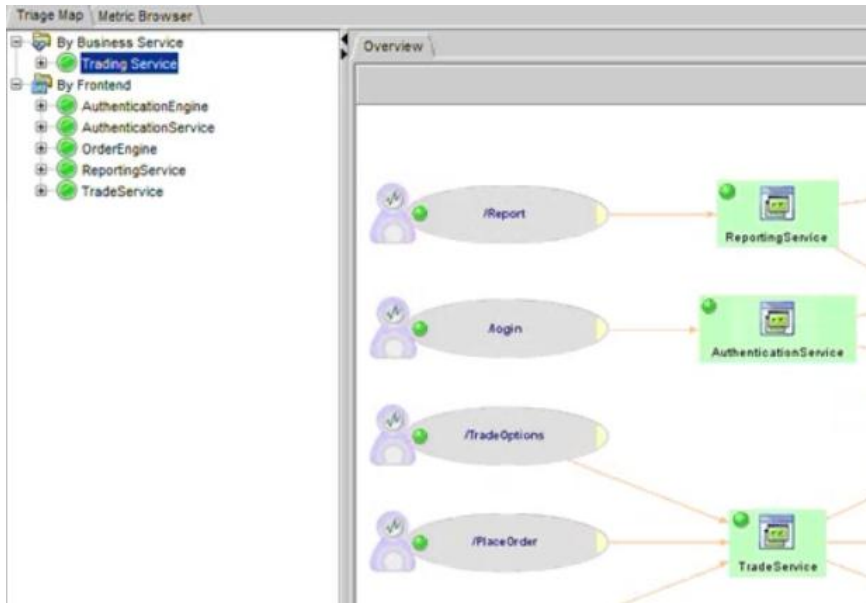 Triage Map
Metric Browser
By Business Service
Trading Service
By Frontend
AuthenticationEngine
AuthenticationService
OrderEngine
ReportingService
TradeService
Overview
/Report
ReportingService
/login
AuthenticationService
/TradeOptions
/PlaceOrder
TradeService